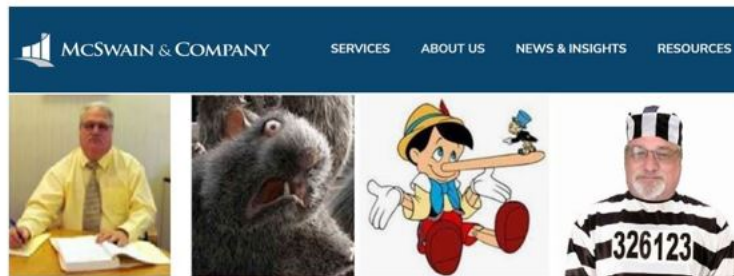 McSwain & Company
SERVICES
ABOUT US
NEWS & INSIGHTS
RESOURCES
326123